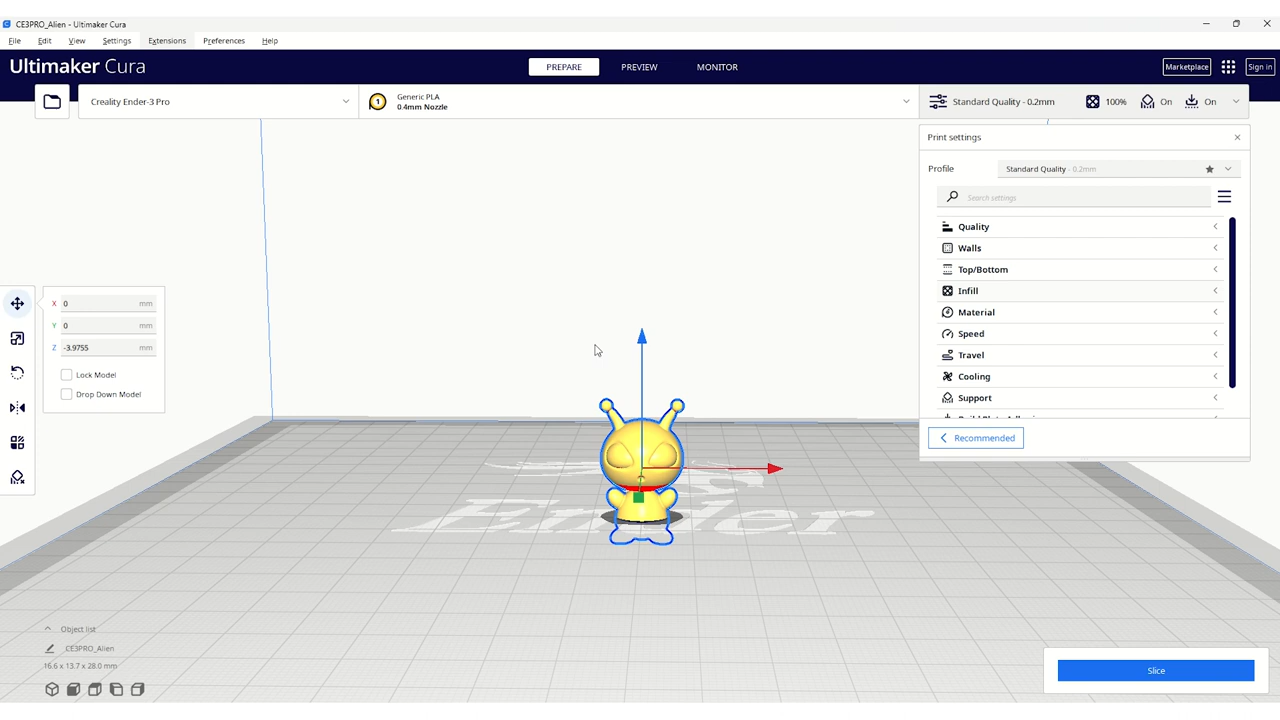 CE3PRO_Alien - Ultimaker Cura
File Edit View Settings Extensions Preferences Help
Ultimaker Cura
PREPARE PREVIEW MONITOR
Marketplace Sign in
Creality Ender-3 Pro
1
Generic PLA
0.4mm Nozzle
Standard Quality - 0.2mm 100% On On
Print settings
Profile Standard Quality - 0.2mm
Search settings
Quality
Walls
Top/Bottom
Infill
Material
Speed
Travel
Cooling
Support
Recommended
X 0 mm
Y 0 mm
Z -3.9755 mm
Lock Model
Drop Down Model
Ender
Object list
CE3PRO_Alien
16.6 x 13.7 x 28.0 mm
Slice